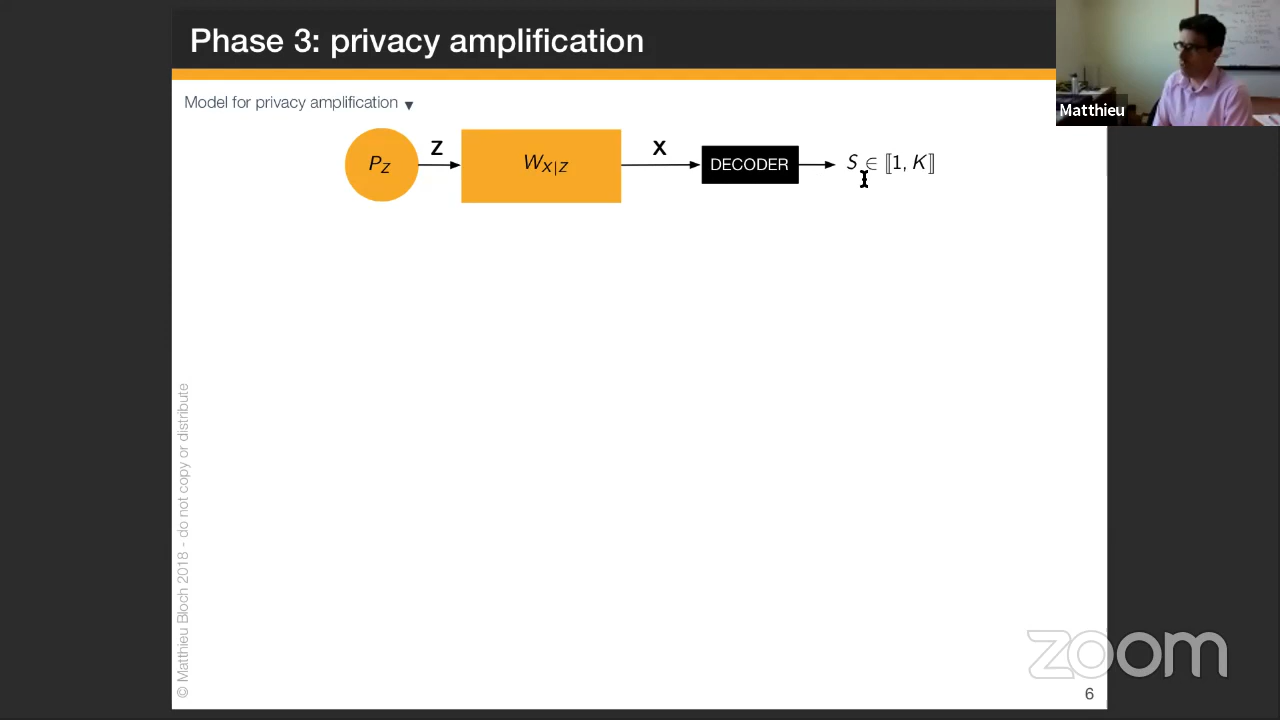 Phase 3: privacy amplification
Matthieu
Model for privacy amplification ▼
P_Z
Z
W_{X|Z}
X
DECODER
S ∈ ⟦1, K⟧
© Matthieu Bloch 2018 - do not copy or distribute
zoom
6